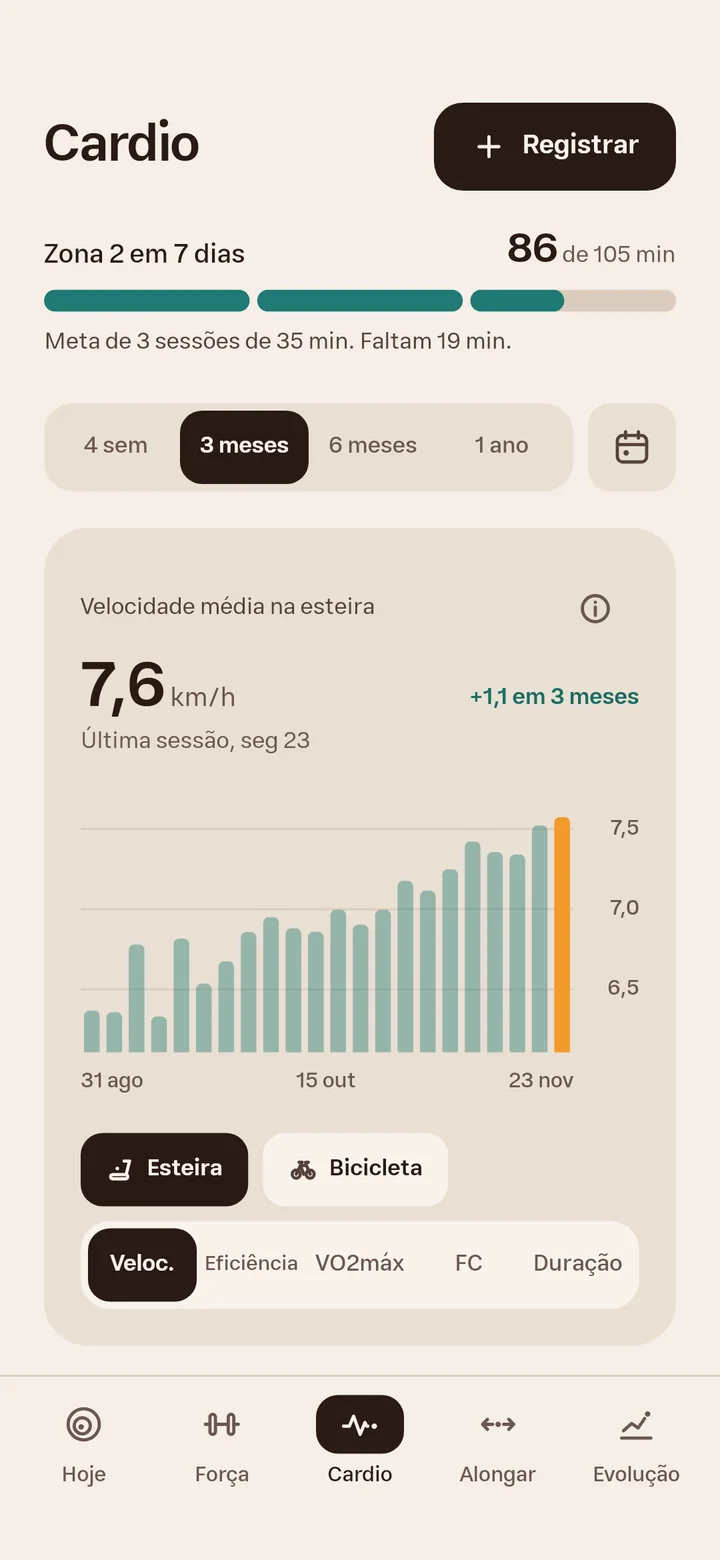 Cardio
Registrar
Zona 2 em 7 dias
86 de 105 min
Meta de 3 sessões de 35 min. Faltam 19 min.
4 sem 3 meses 6 meses 1 ano
Velocidade média na esteira
7,6 km/h
+1,1 em 3 meses
Última sessão, seg 23
7,5
7,0
6,5
31 ago 15 out 23 nov
Esteira Bicicleta
Veloc. Eficiência VO2máx FC Duração
Hoje Força Cardio Alongar Evolução